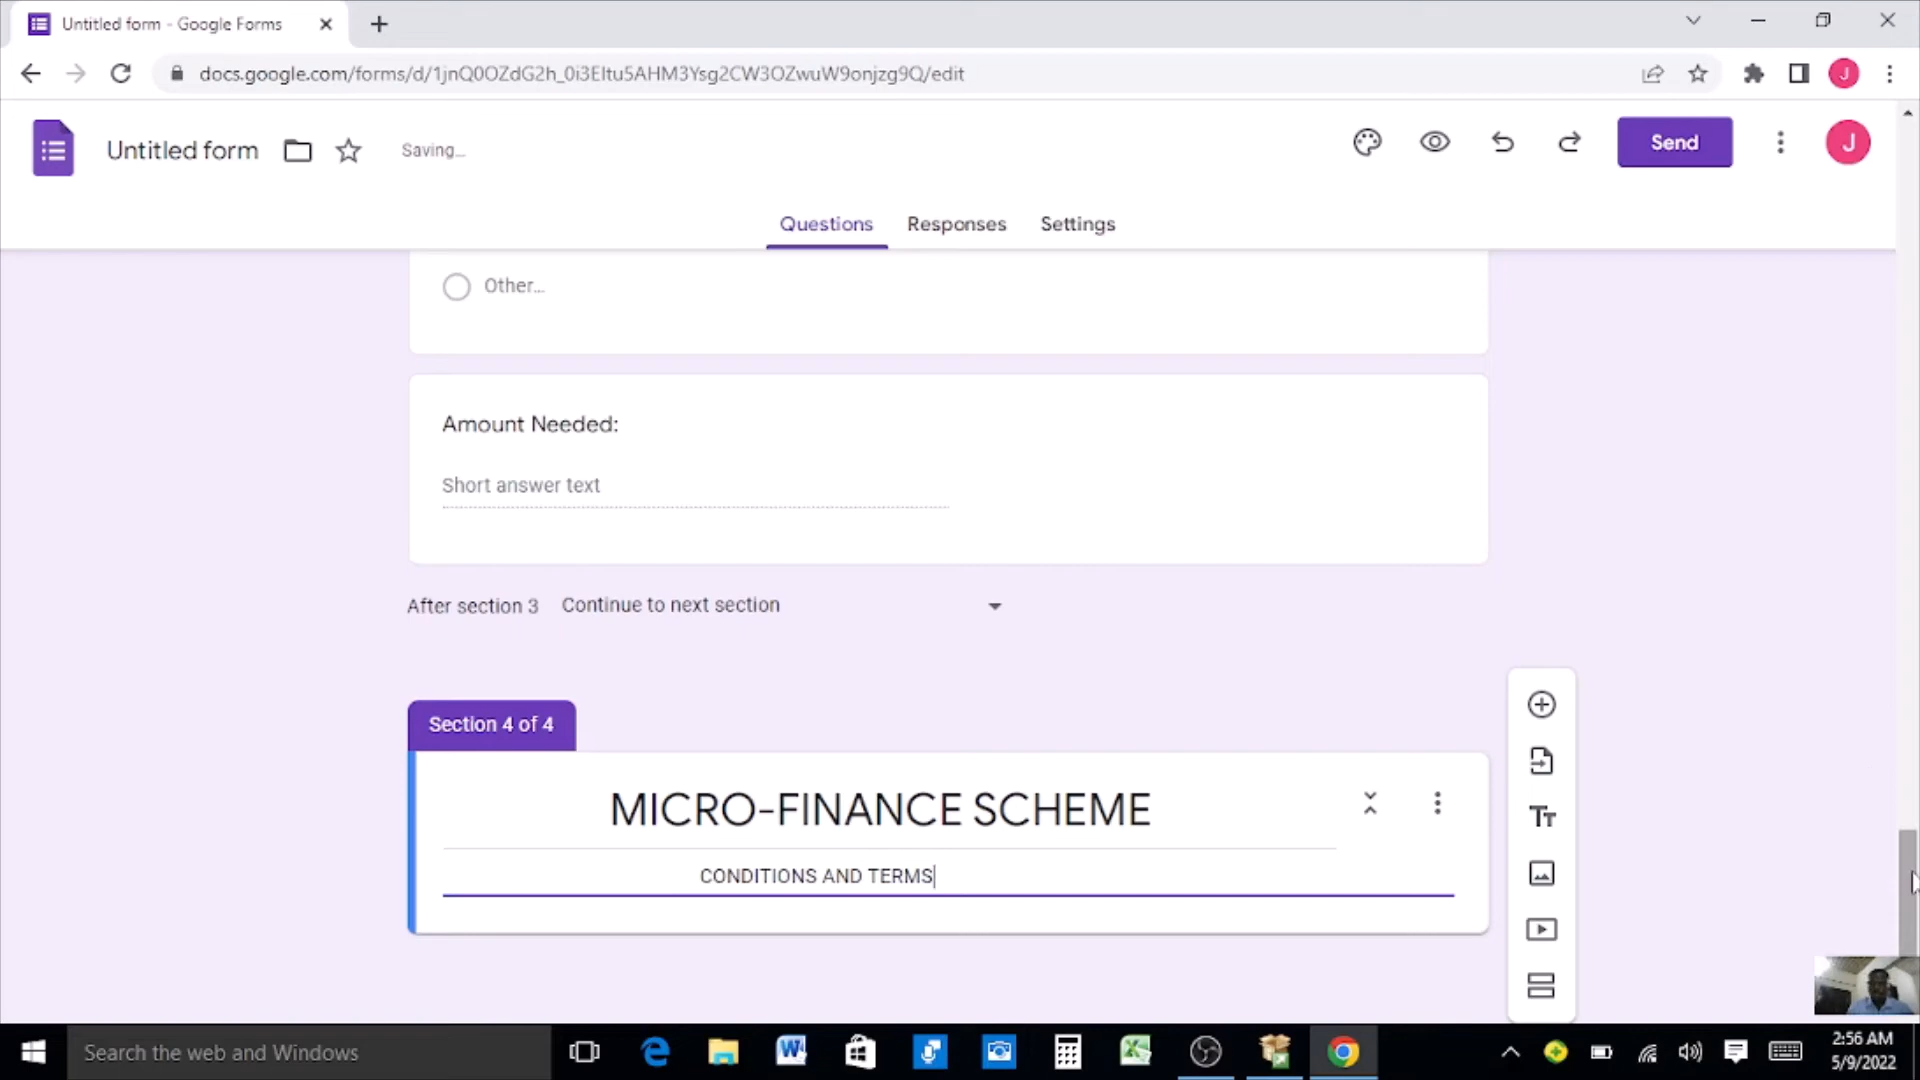 Untitled form - Google Forms
docs.google.com/forms/d/1jnQ0OZdG2h_0i3EItu5AHM3Ysg2CW3OZwuW9onjzg9Q/edit
J
Untitled form
Saving...
Send
J
Questions
Responses
Settings
Other...
Amount Needed:
Short answer text
After section 3
Continue to next section
Section 4 of 4
MICRO-FINANCE SCHEME
CONDITIONS AND TERMS
Search the web and Windows
2:56 AM
5/9/2022